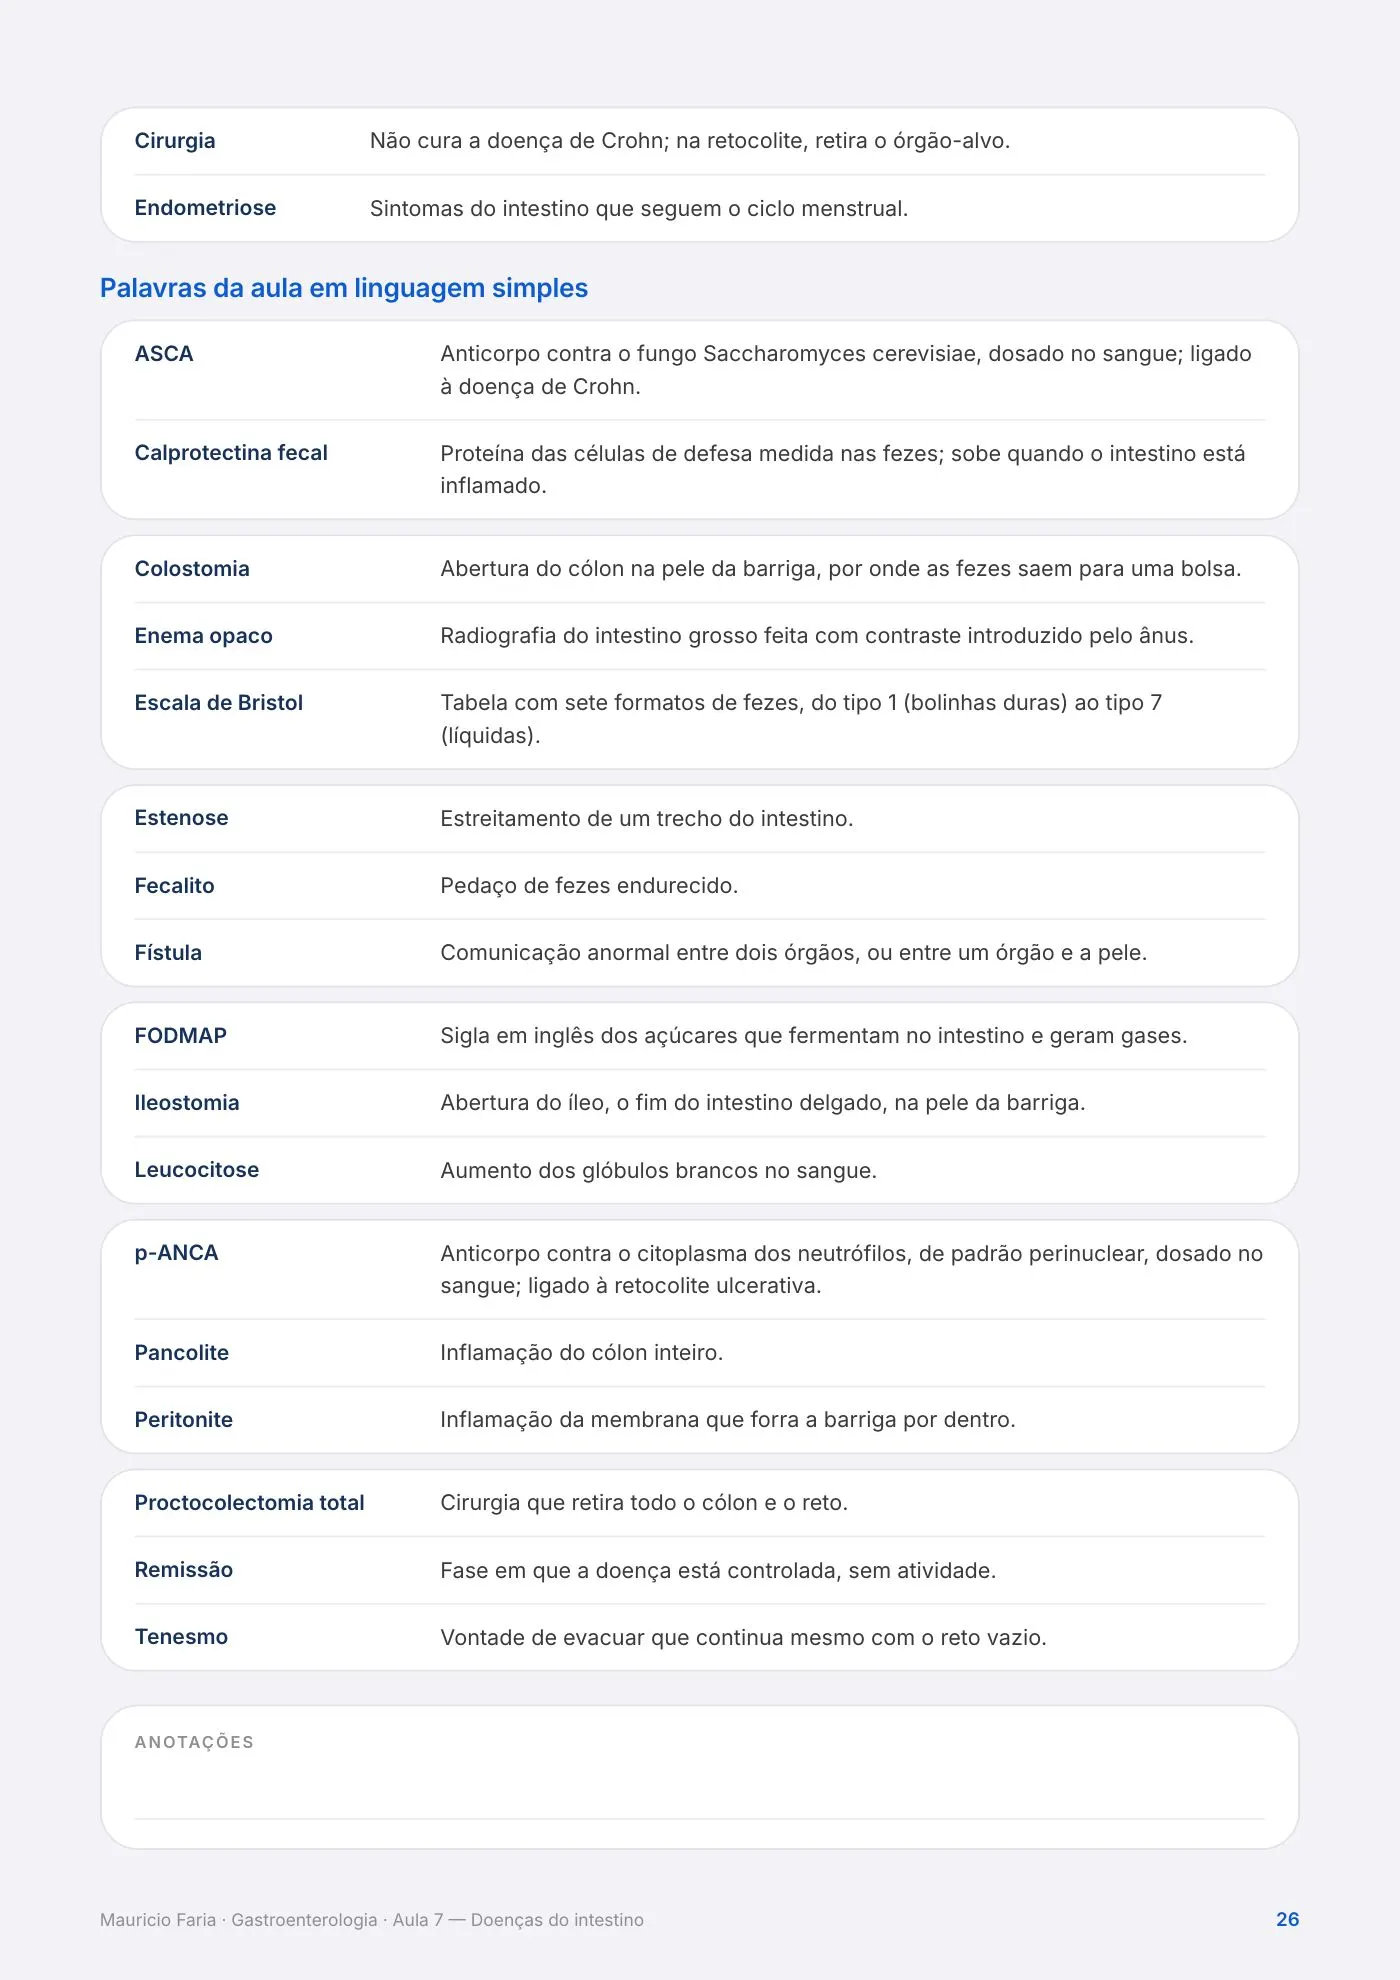 Cirurgia Não cura a doença de Crohn; na retocolite, retira o órgão-alvo.
Endometriose Sintomas do intestino que seguem o ciclo menstrual.
Palavras da aula em linguagem simples
ASCA Anticorpo contra o fungo Saccharomyces cerevisiae, dosado no sangue; ligado
à doença de Crohn.
Calprotectina fecal Proteína das células de defesa medida nas fezes; sobe quando o intestino está
inflamado.
Colostomia Abertura do cólon na pele da barriga, por onde as fezes saem para uma bolsa.
Enema opaco Radiografia do intestino grosso feita com contraste introduzido pelo ânus.
Escala de Bristol Tabela com sete formatos de fezes, do tipo 1 (bolinhas duras) ao tipo 7
(líquidas).
Estenose Estreitamento de um trecho do intestino.
Fecalito Pedaço de fezes endurecido.
Fístula Comunicação anormal entre dois órgãos, ou entre um órgão e a pele.
FODMAP Sigla em inglês dos açúcares que fermentam no intestino e geram gases.
Ileostomia Abertura do íleo, o fim do intestino delgado, na pele da barriga.
Leucocitose Aumento dos glóbulos brancos no sangue.
p-ANCA Anticorpo contra o citoplasma dos neutrófilos, de padrão perinuclear, dosado no
sangue; ligado à retocolite ulcerativa.
Pancolite Inflamação do cólon inteiro.
Peritonite Inflamação da membrana que forra a barriga por dentro.
Proctocolectomia total Cirurgia que retira todo o cólon e o reto.
Remissão Fase em que a doença está controlada, sem atividade.
Tenesmo Vontade de evacuar que continua mesmo com o reto vazio.
ANOTAÇÕES
Mauricio Faria · Gastroenterologia · Aula 7 — Doenças do intestino 26